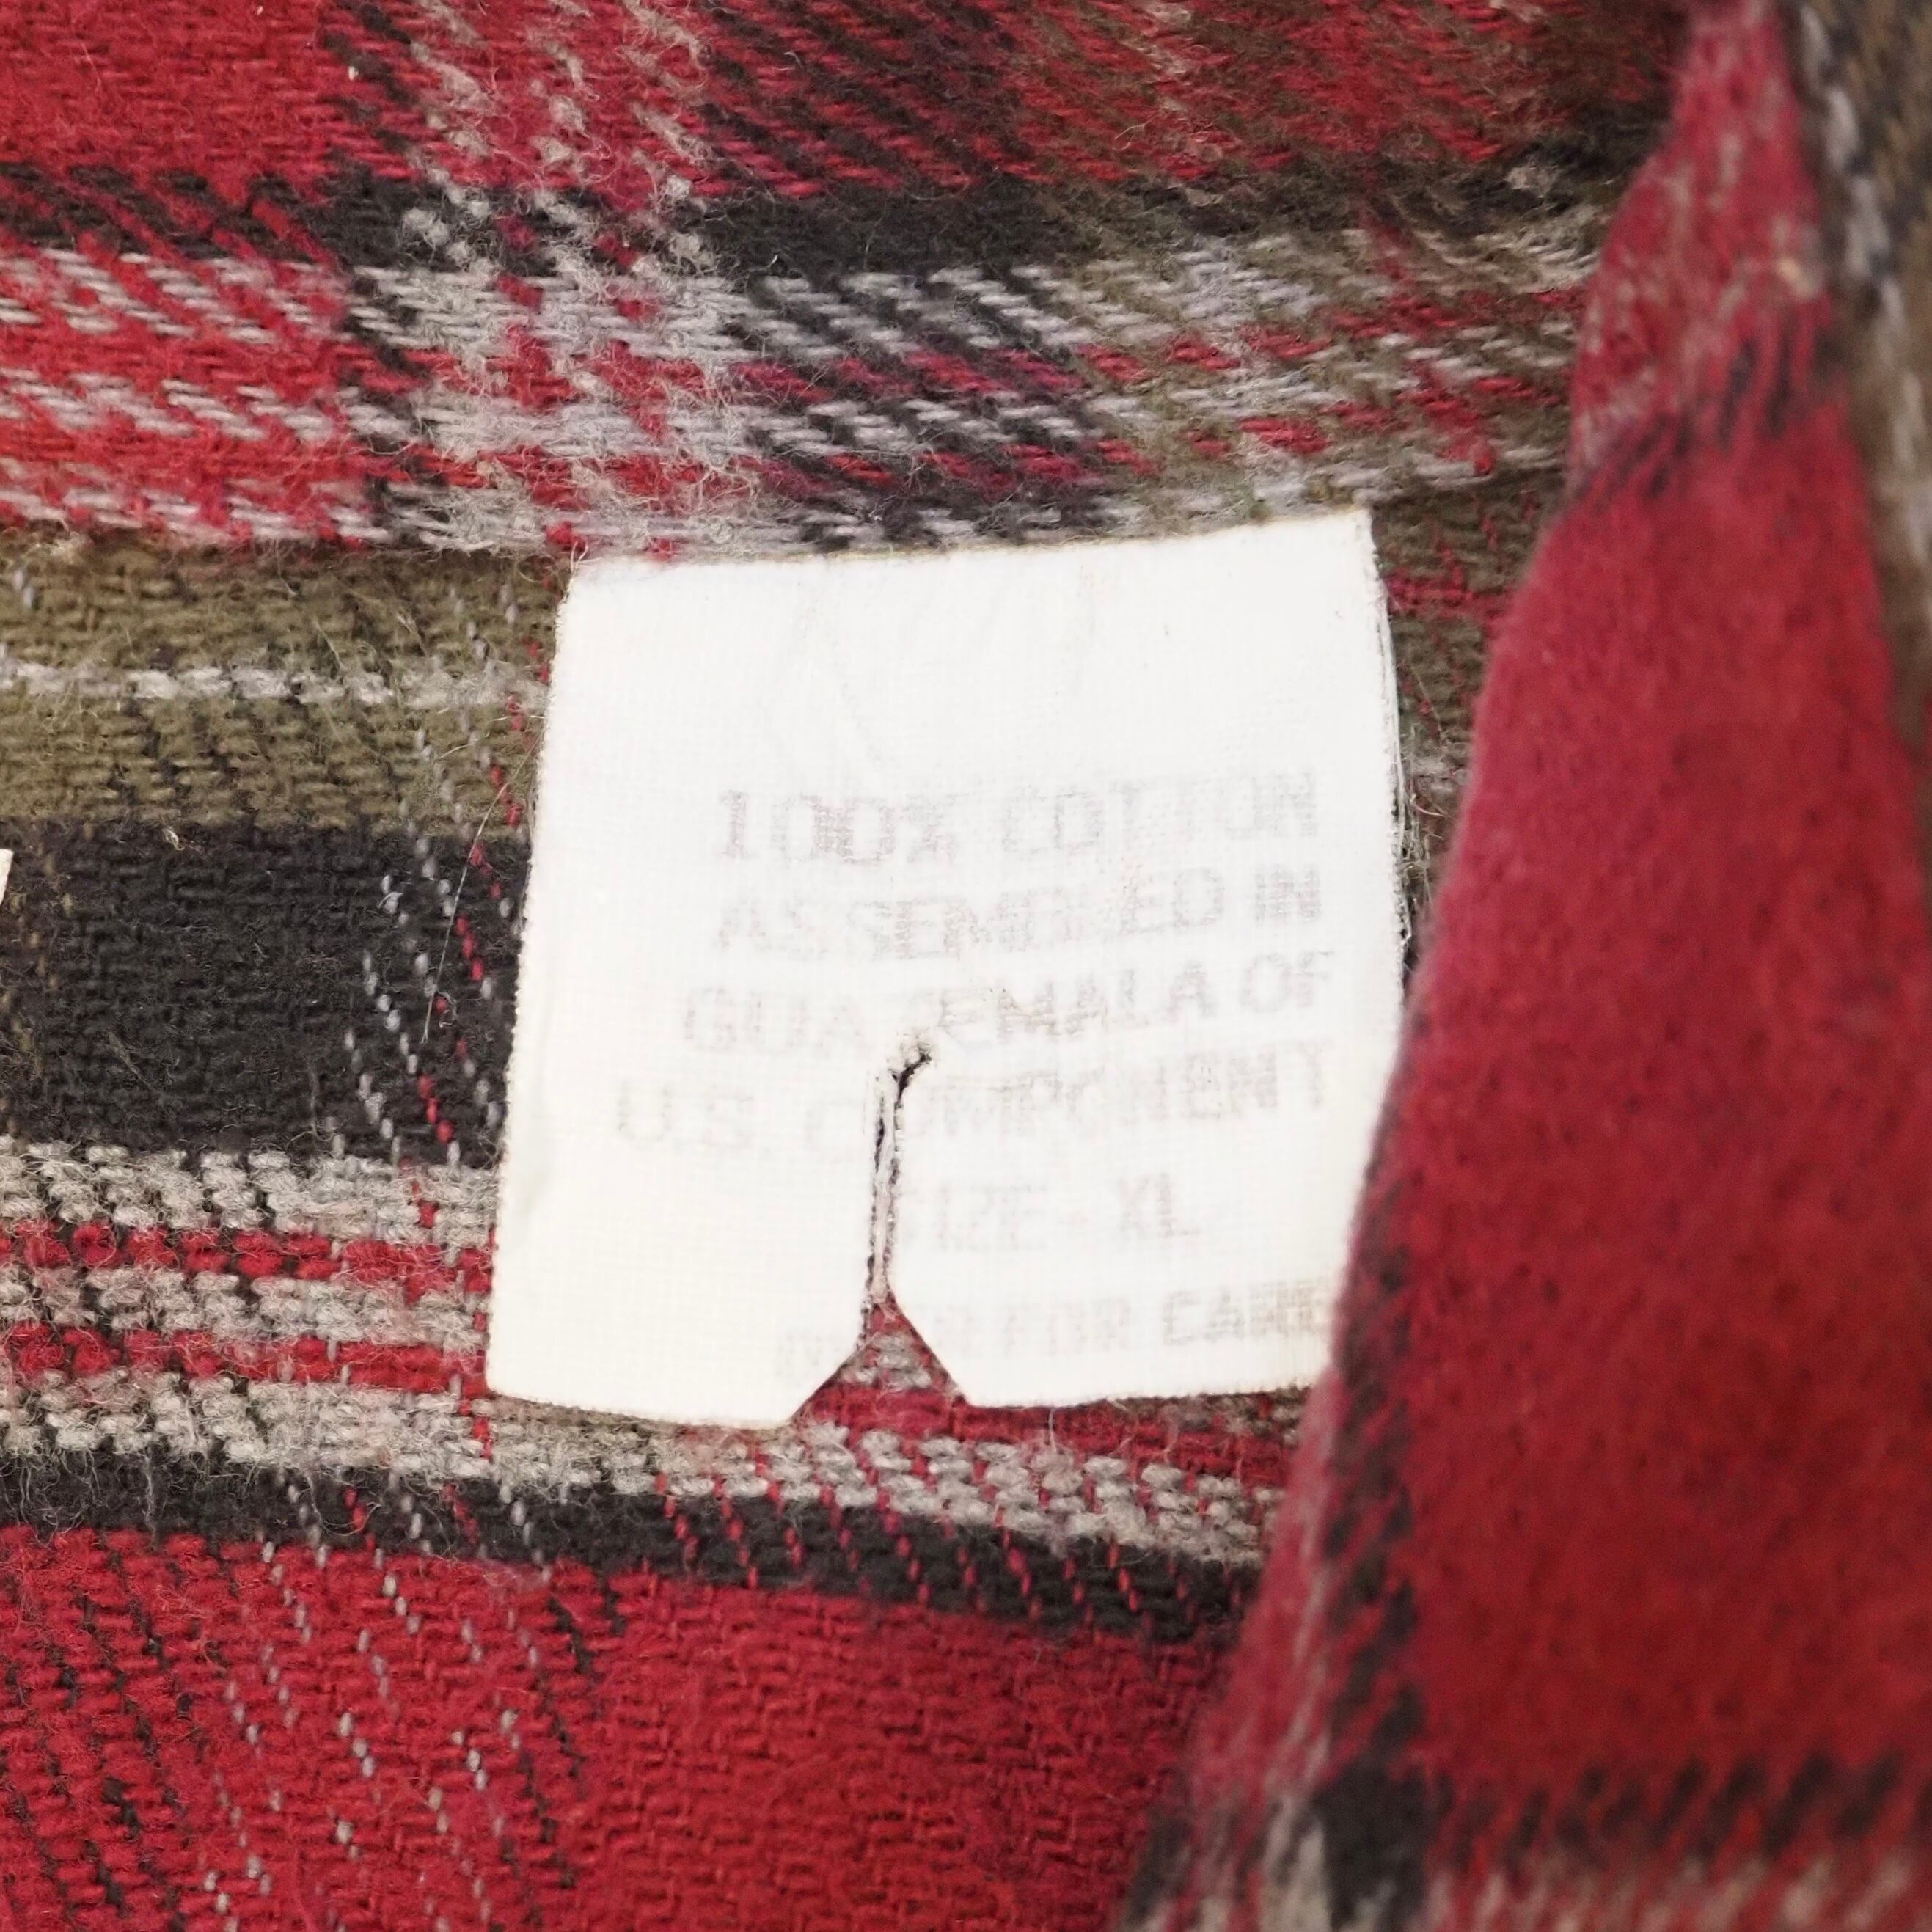 100% COTTON
ASSEMBLED IN
GUATEMALA OF
U.S. COMPONENT
SIZE- XL
FOR CARE